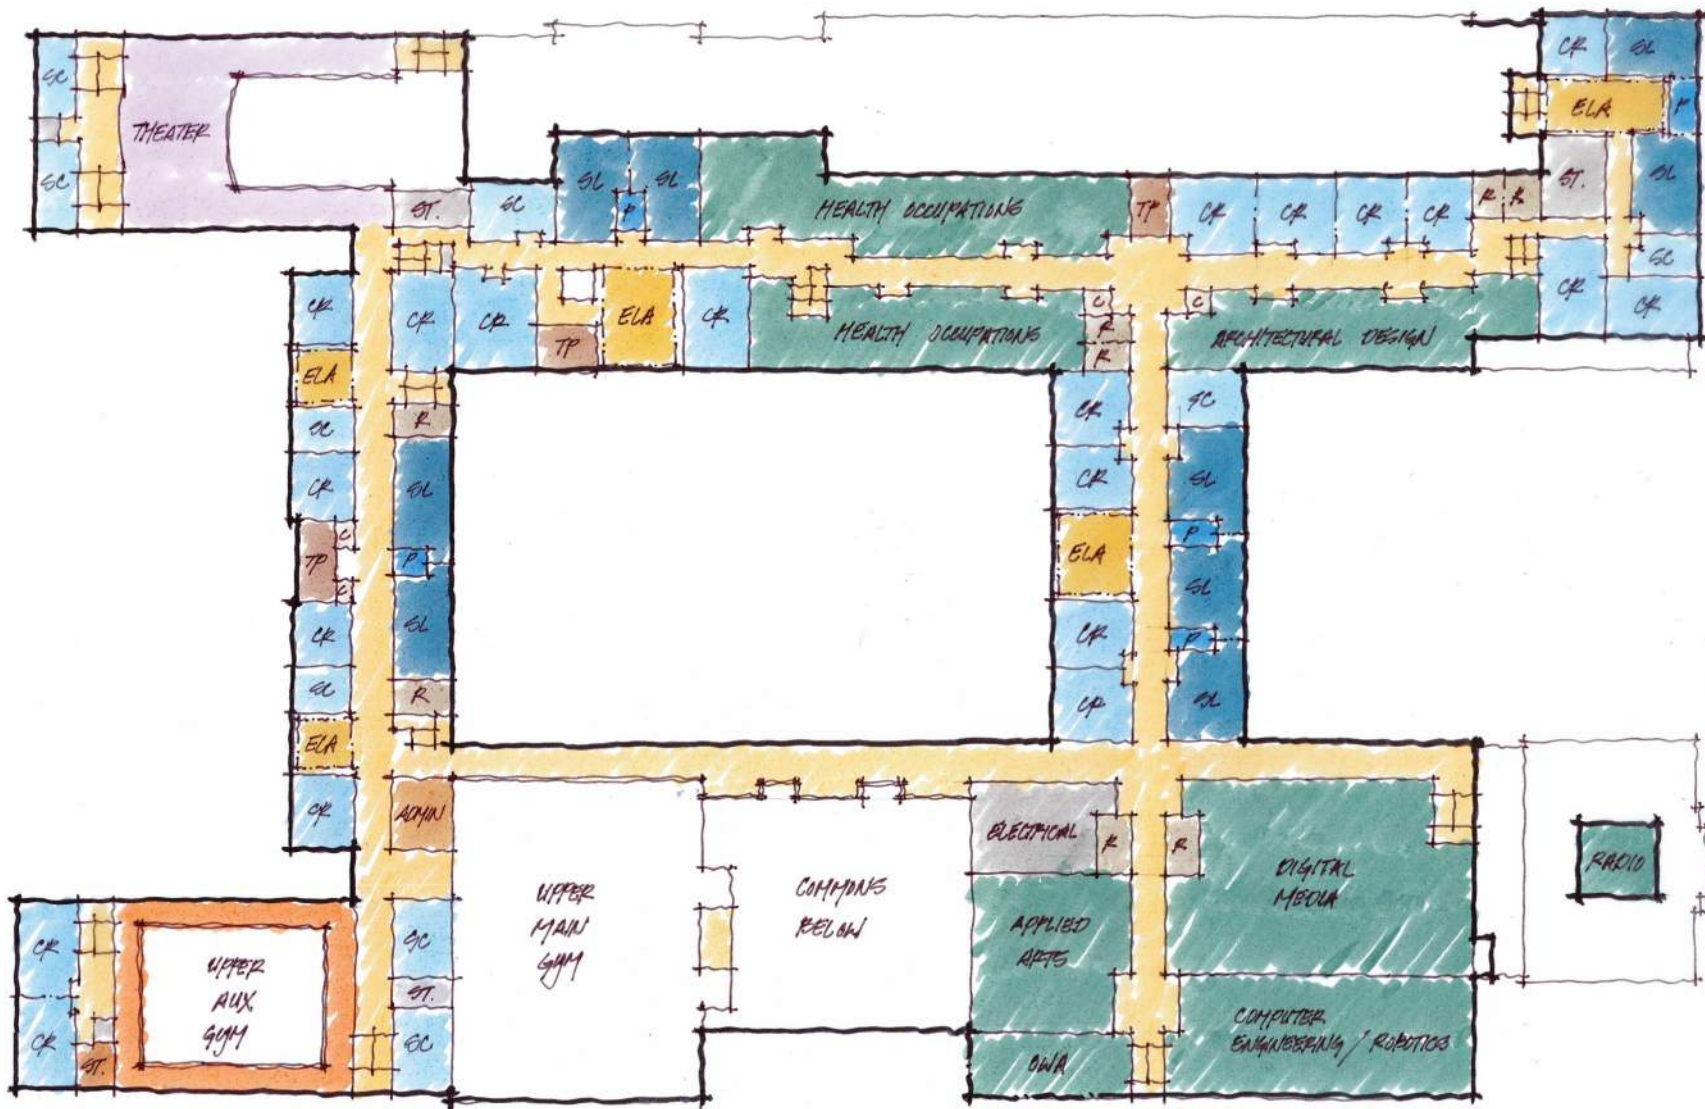 CR
SL
SC
ELA
P
THEATER
SC
SL
SL
ST.
SL
P
ST.
SC
HEALTH OCCUPATIONS
TP
CR
CR
CR
CR
R
R
SC
CR
CR
CR
CR
CR
TP
ELA
CR
HEALTH OCCUPATIONS
C
R
R
C
ARCHITECTURAL DESIGN
ELA
R
CR
SC
SC
CR
SL
CR
SL
TP
C
C
P
ELA
P
SL
CR
SL
CR
P
SC
R
CR
SL
ELA
CR
ADMIN
ELECTRICAL
R
R
DIGITAL
MEDIA
RADIO
UPPER
MAIN
GYM
COMMONS
BELOW
APPLIED
ARTS
CR
CR
UPPER
AUX.
GYM
SC
ST.
SC
ST.
COMPUTER
ENGINEERING / ROBOTICS
OWA